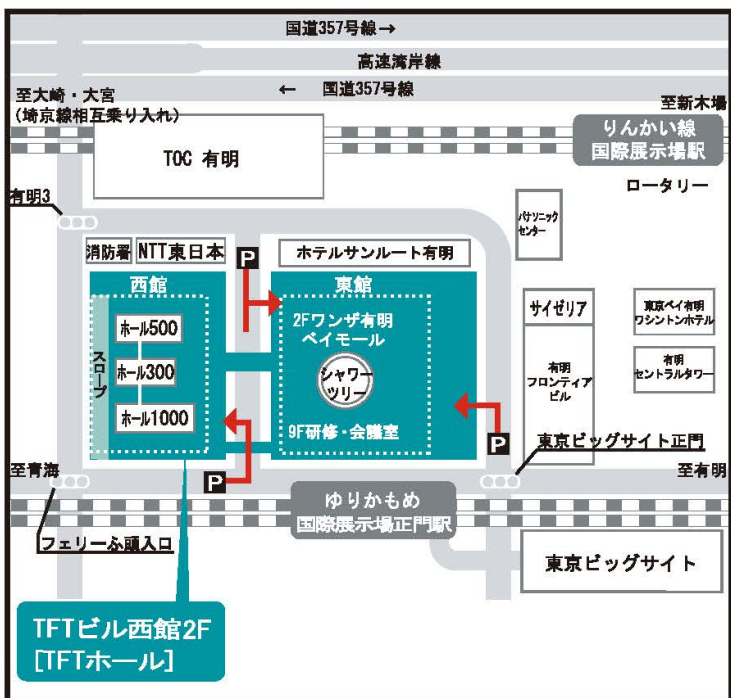 国道357号線→
高速湾岸線
← 国道357号線
至大崎・大宮
(埼京線相互乗り入れ)
至新木場
りんかい線
国際展示場駅
TOC 有明
ロータリー
有明3
パナソニック
センター
消防署
NTT東日本
P
ホテルサンルート有明
西館
東館
ホール500
ホール300
ホール1000
スロープ
2Fワンザ有明
ベイモール
シャワー
ツリー
9F研修・会議室
サイゼリア
有明
フロンティア
ビル
東京ベイ有明
ワシントンホテル
有明
セントラルタワー
P
P
東京ビッグサイト正門
至青海
至有明
ゆりかもめ
国際展示場正門駅
フェリーふ頭入口
東京ビッグサイト
TFTビル西館2F
[TFTホール]